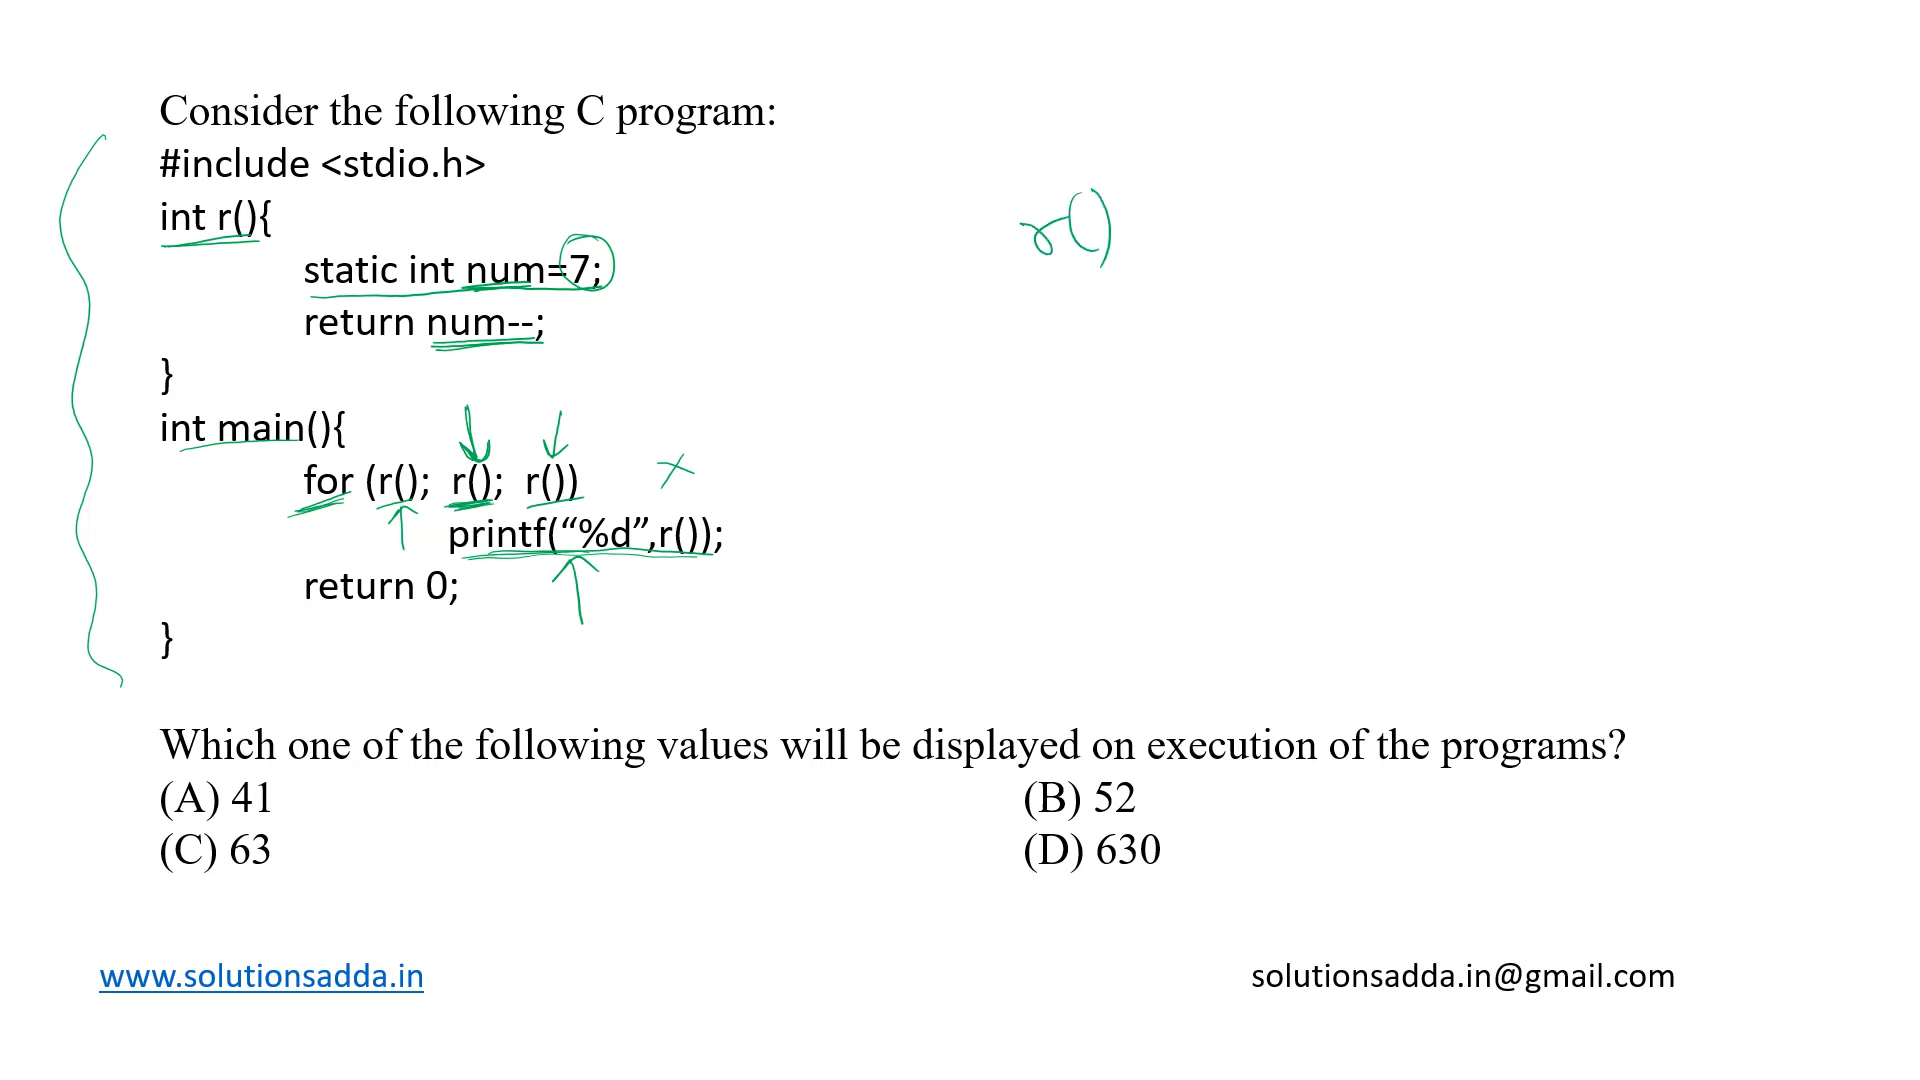 Consider the following C program:
#include <stdio.h>
int r(){
static int num=7;
return num--;
}
int main(){
for (r(); r(); r())
printf(“%d”,r());
return 0;
}
r()
Which one of the following values will be displayed on execution of the programs?
(A) 41 (B) 52
(C) 63 (D) 630
www.solutionsadda.in solutionsadda.in@gmail.com